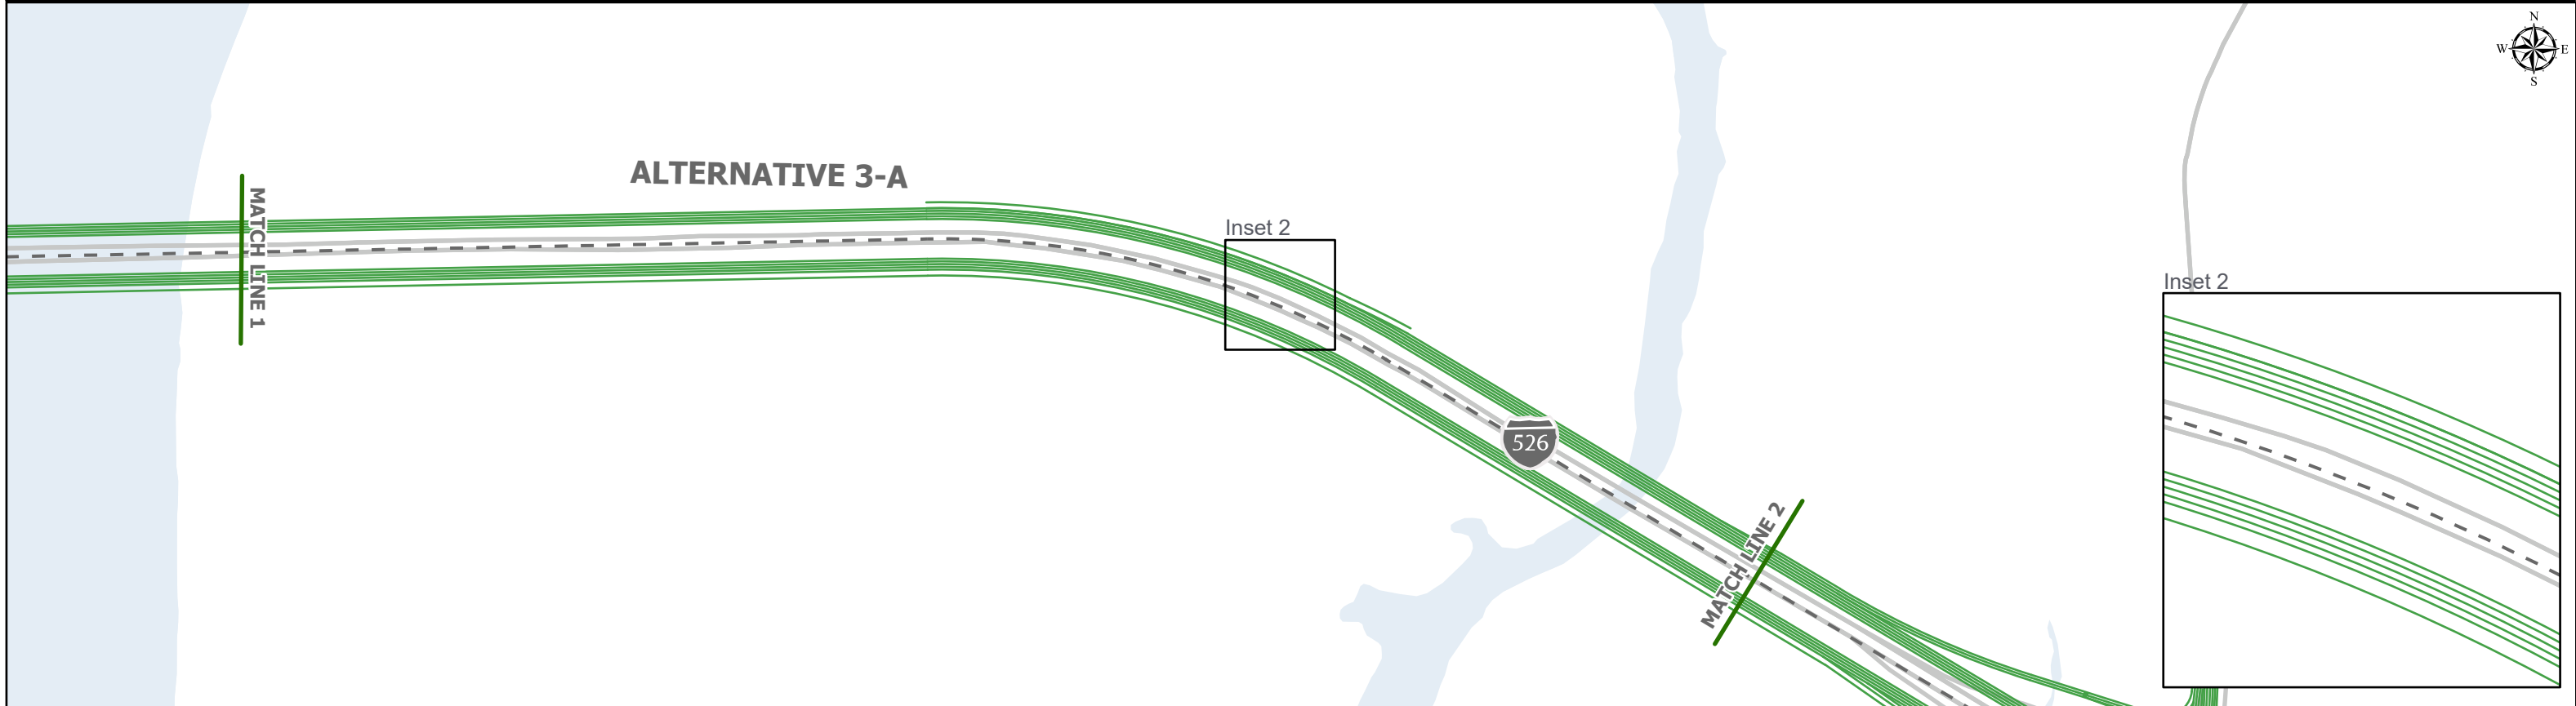 N
W E
S
ALTERNATIVE 3-A
MATCH LINE 1
Inset 2
Inset 2
526
MATCH LINE 2